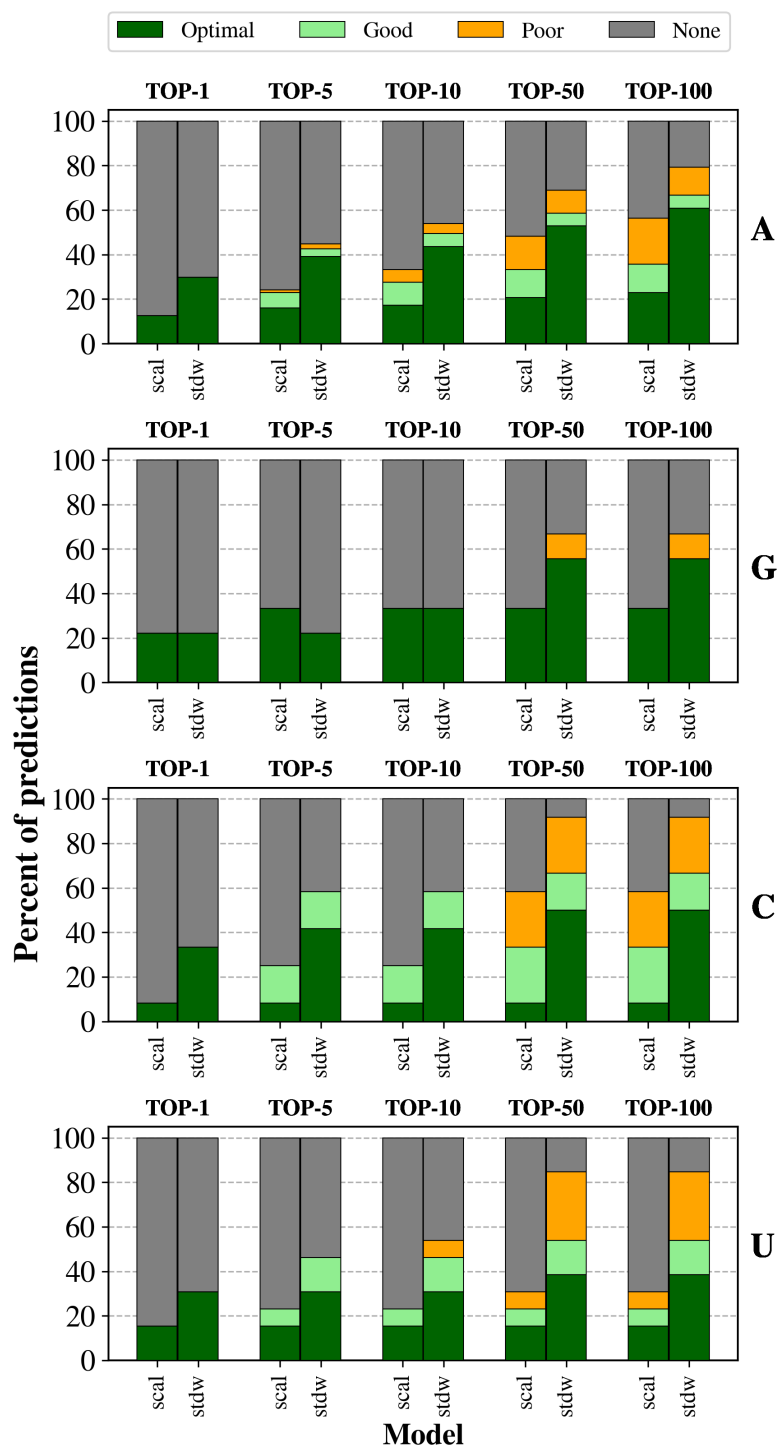 Optimal Good Poor None
TOP-1 TOP-5 TOP-10 TOP-50 TOP-100
100
80
60
40
20
0
A
scal stdw scal stdw scal stdw scal stdw scal stdw
TOP-1 TOP-5 TOP-10 TOP-50 TOP-100
100
80
60
40
20
0
G
scal stdw scal stdw scal stdw scal stdw scal stdw
Percent of predictions
TOP-1 TOP-5 TOP-10 TOP-50 TOP-100
100
80
60
40
20
0
C
scal stdw scal stdw scal stdw scal stdw scal stdw
TOP-1 TOP-5 TOP-10 TOP-50 TOP-100
100
80
60
40
20
0
U
scal stdw scal stdw scal stdw scal stdw scal stdw
Model